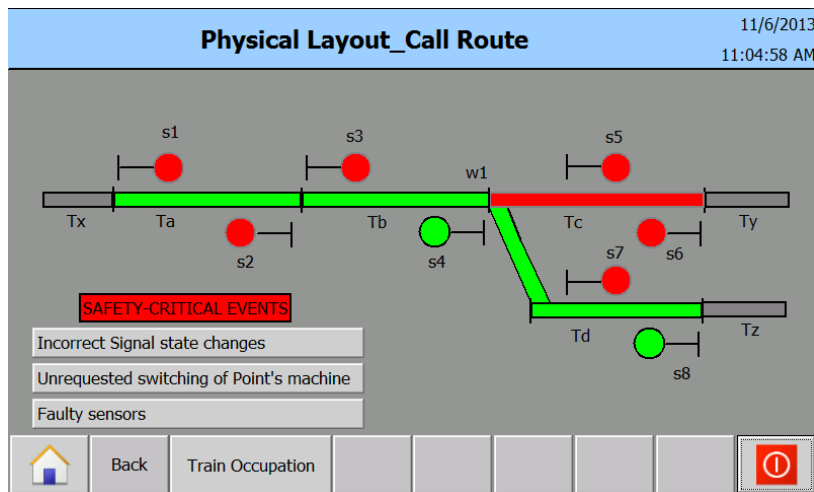 Physical Layout_Call Route
11/6/2013
11:04:58 AM
s1
s3
s5
w1
Tx
Ta
Tb
Tc
Ty
s2
s4
s7
s6
SAFETY-CRITICAL EVENTS
Td
Tz
s8
Incorrect Signal state changes
Unrequested switching of Point's machine
Faulty sensors
Back
Train Occupation